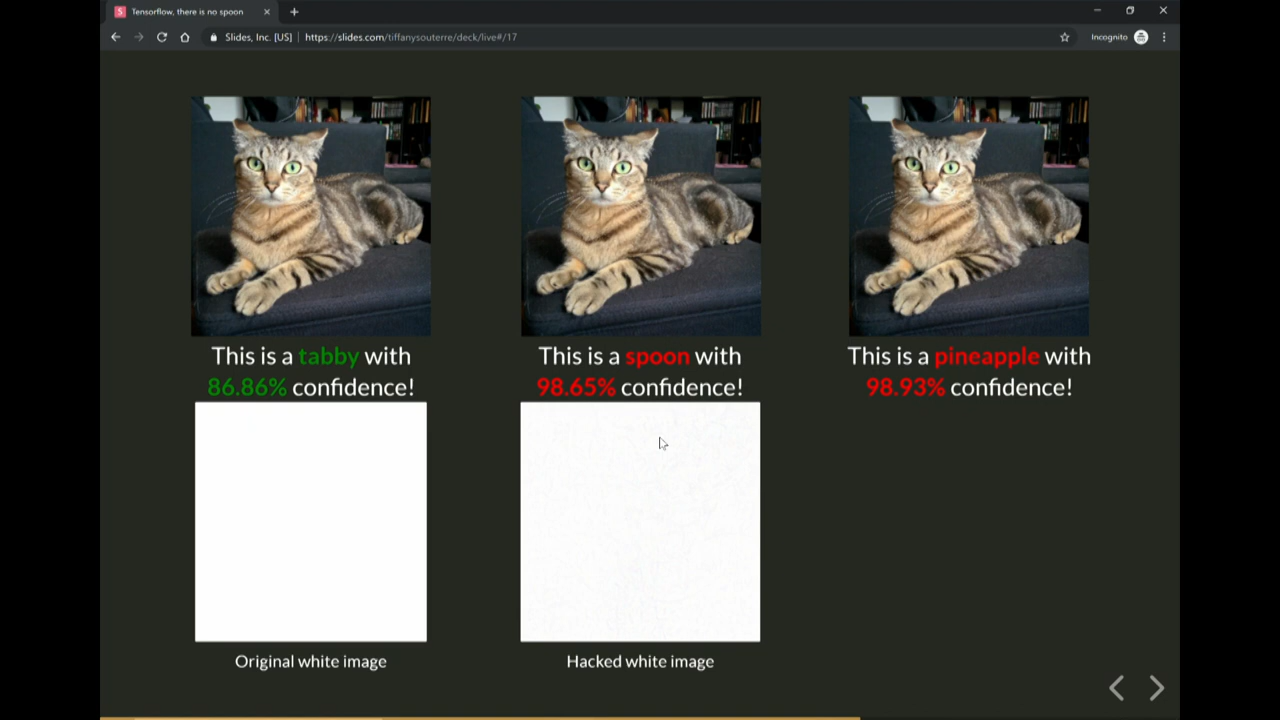 Tensorflow, there is no spoon
Slides, Inc. [US] | https://slides.com/tiffanysouterre/deck/live#/17
Incognito
This is a tabby with
86.86% confidence!
This is a spoon with
98.65% confidence!
This is a pineapple with
98.93% confidence!
Original white image
Hacked white image